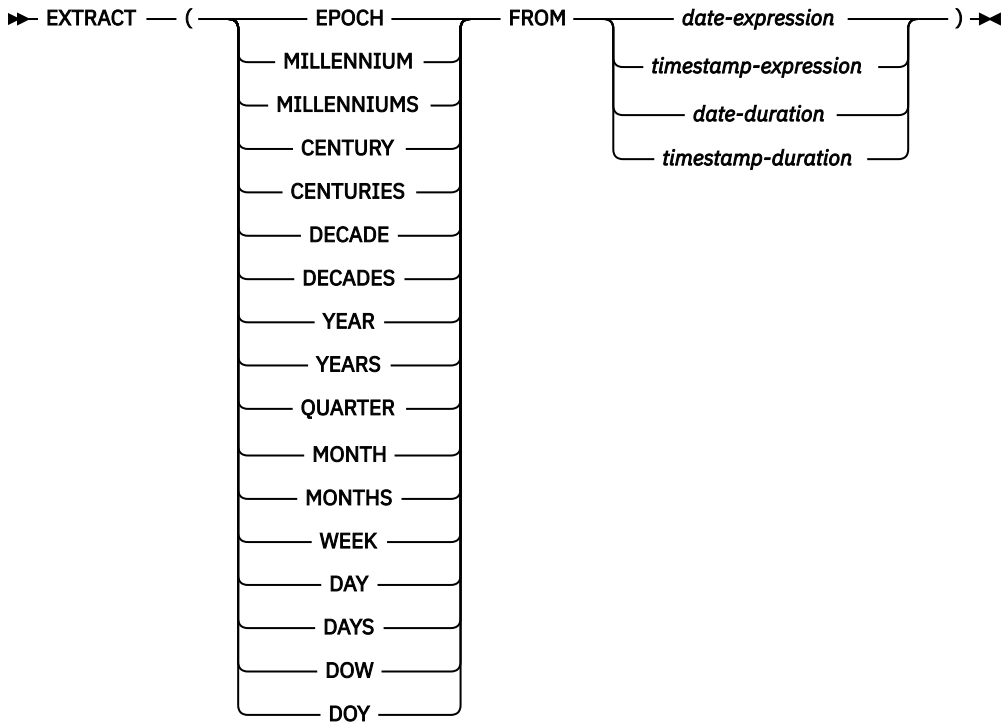 EXTRACT ( EPOCH FROM date-expression )
MILLENNIUM timestamp-expression
MILLENNIUMS date-duration
CENTURY timestamp-duration
CENTURIES
DECADE
DECADES
YEAR
YEARS
QUARTER
MONTH
MONTHS
WEEK
DAY
DAYS
DOW
DOY